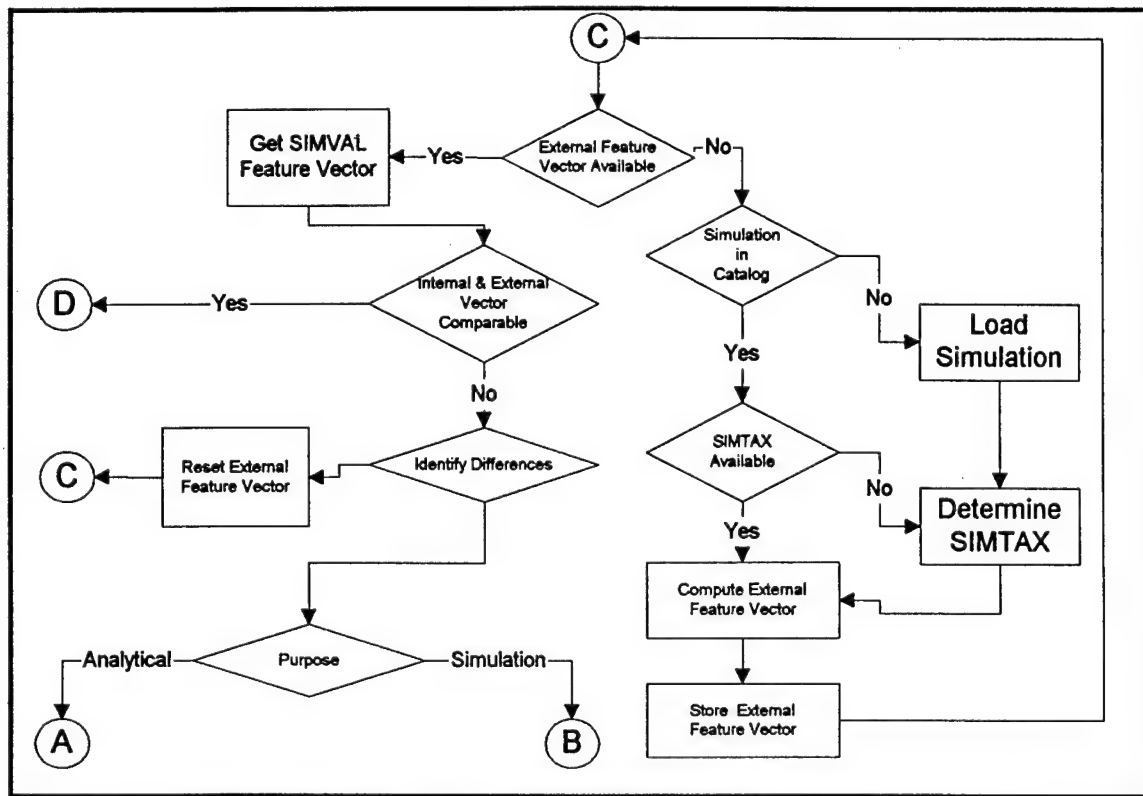 C
External Feature
Vector Available
Yes
No
Get SIMVAL
Feature Vector
Simulation
in
Catalog
Internal & External
Vector
Comparable
D
Yes
No
Load
Simulation
Yes
No
SIMTAX
Available
Identify Differences
Reset External
Feature Vector
C
No
Determine
SIMTAX
Yes
Compute External
Feature Vector
Purpose
Analytical
Simulation
Store External
Feature Vector
A
B